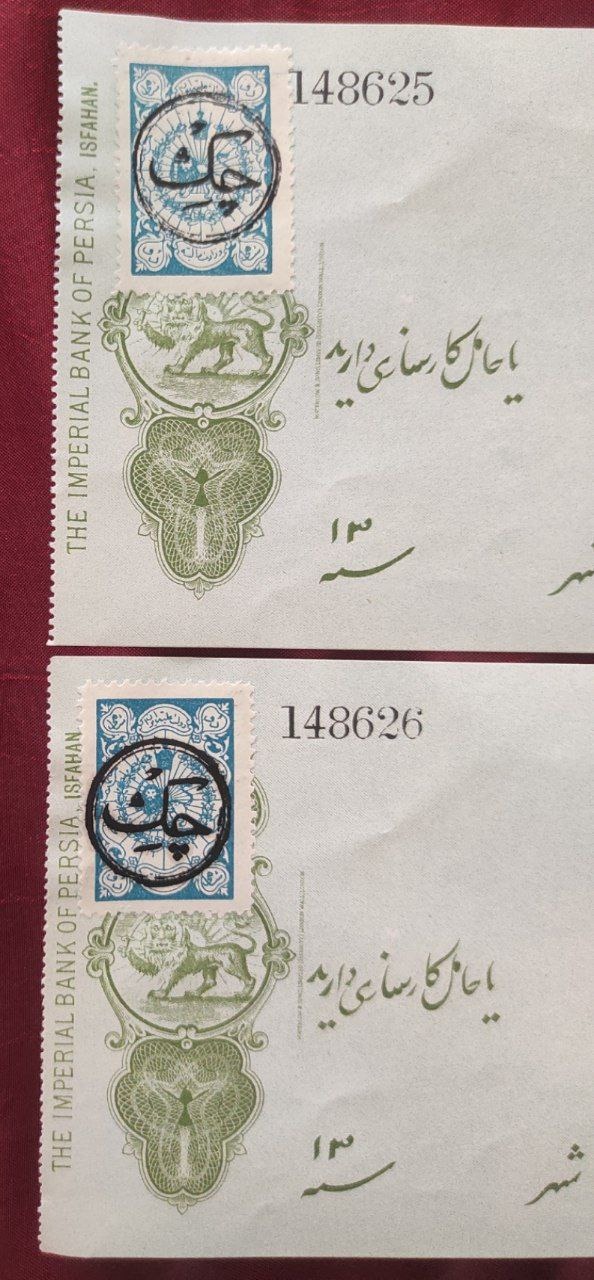 THE IMPERIAL BANK OF PERSIA, ISFAHAN.
148625
چک
یا حامل کارسازی دارید
۱۳
سنه
THE IMPERIAL BANK OF PERSIA, ISFAHAN
148626
چک
یا حامل کارسازی دارید
۱۳
سنه
شهر